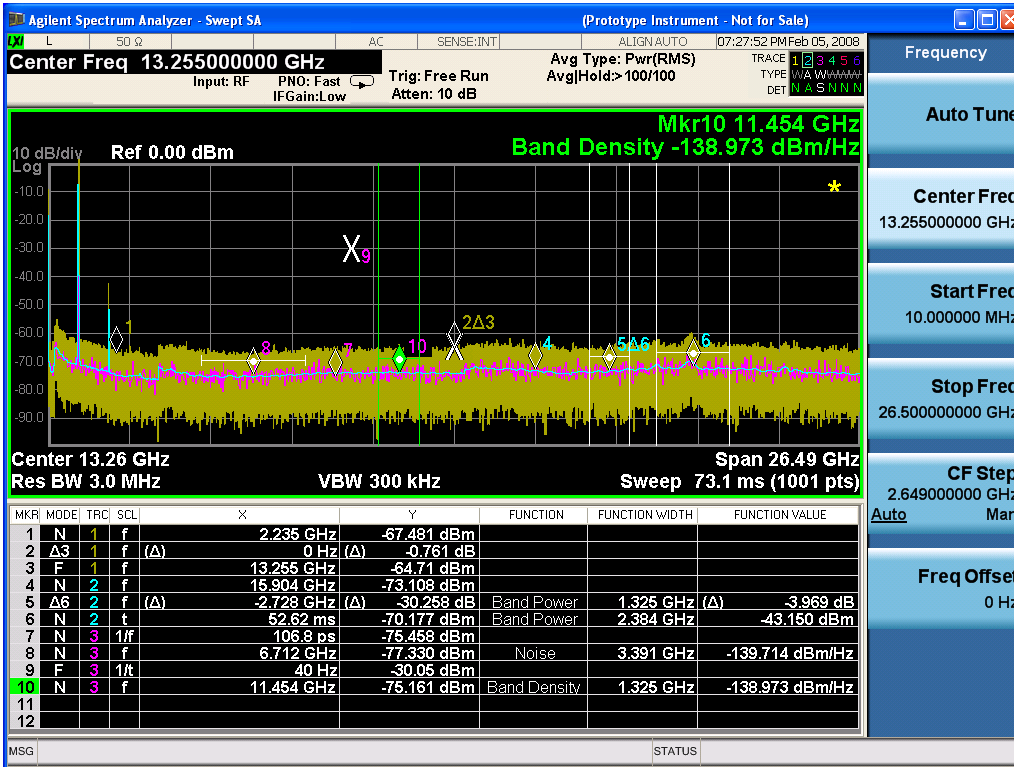 Agilent Spectrum Analyzer - Swept SA (Prototype Instrument - Not for Sale)
LXI L 50 Ω AC SENSE:INT ALIGN AUTO 07:27:52 PM Feb 05, 2008
Center Freq 13.255000000 GHz
Input: RF PNO: Fast
IFGain:Low
Trig: Free Run
Atten: 10 dB
Avg Type: Pwr(RMS)
Avg|Hold:>100/100
TRACE 1 2 3 4 5 6
TYPE W A W W W W
DET N A S N N N
Mkr10 11.454 GHz
Band Density -138.973 dBm/Hz
10 dB/div Ref 0.00 dBm
Log
-10.0
-20.0
-30.0
-40.0
-50.0
-60.0
-70.0
-80.0
-90.0
1
8
7
X9
10
2Δ3
4
5Δ6
6
*
Center 13.26 GHz Span 26.49 GHz
Res BW 3.0 MHz VBW 300 kHz Sweep 73.1 ms (1001 pts)
MKR MODE TRC SCL X Y FUNCTION FUNCTION WIDTH FUNCTION VALUE
1 N 1 f 2.235 GHz -67.481 dBm
2 Δ3 1 f (Δ) 0 Hz (Δ) -0.761 dB
3 F 1 f 13.255 GHz -64.71 dBm
4 N 2 f 15.904 GHz -73.108 dBm
5 Δ6 2 f (Δ) -2.728 GHz (Δ) -30.258 dB Band Power 1.325 GHz (Δ) -3.969 dB
6 N 2 t 52.62 ms -70.177 dBm Band Power 2.384 GHz -43.150 dBm
7 N 3 1/f 106.8 ps -75.458 dBm
8 N 3 f 6.712 GHz -77.330 dBm Noise 3.391 GHz -139.714 dBm/Hz
9 F 3 1/t 40 Hz -30.05 dBm
10 N 3 f 11.454 GHz -75.161 dBm Band Density 1.325 GHz -138.973 dBm/Hz
11
12
MSG STATUS
Frequency
Auto Tune
Center Freq
13.255000000 GHz
Start Freq
10.000000 MHz
Stop Freq
26.500000000 GHz
CF Step
2.649000000 GHz
Auto Man
Freq Offset
0 Hz